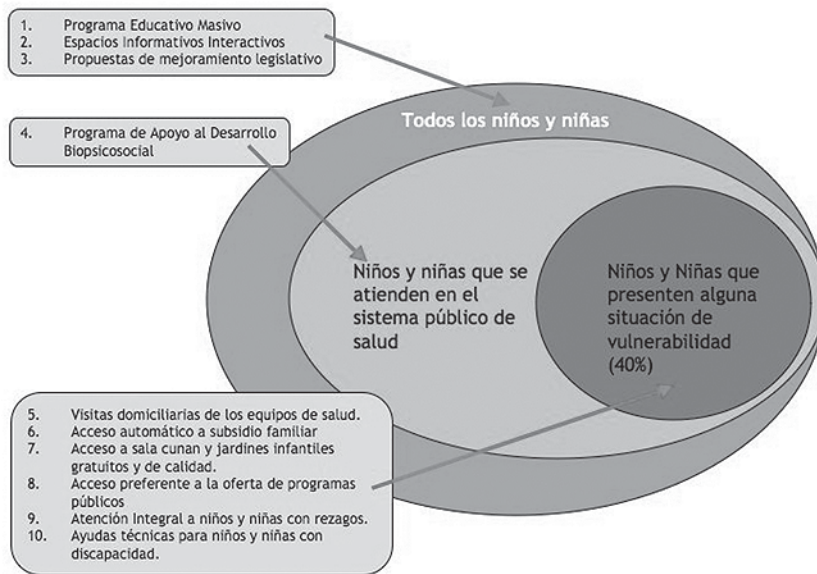 1. Programa Educativo Masivo
2. Espacios Informativos Interactivos
3. Propuestas de mejoramiento legislativo
Todos los niños y niñas
4. Programa de Apoyo al Desarrollo
Biopsicosocial
Niños y niñas que se
atienden en el
sistema público de
salud
Niños y Niñas que
presenten alguna
situación de
vulnerabilidad
(40%)
5. Visitas domiciliarias de los equipos de salud.
6. Acceso automático a subsidio familiar
7. Acceso a sala cunan y jardines infantiles
gratuitos y de calidad.
8. Acceso preferente a la oferta de programas
públicos
9. Atención Integral a niños y niñas con rezagos.
10. Ayudas técnicas para niños y niñas con
discapacidad.